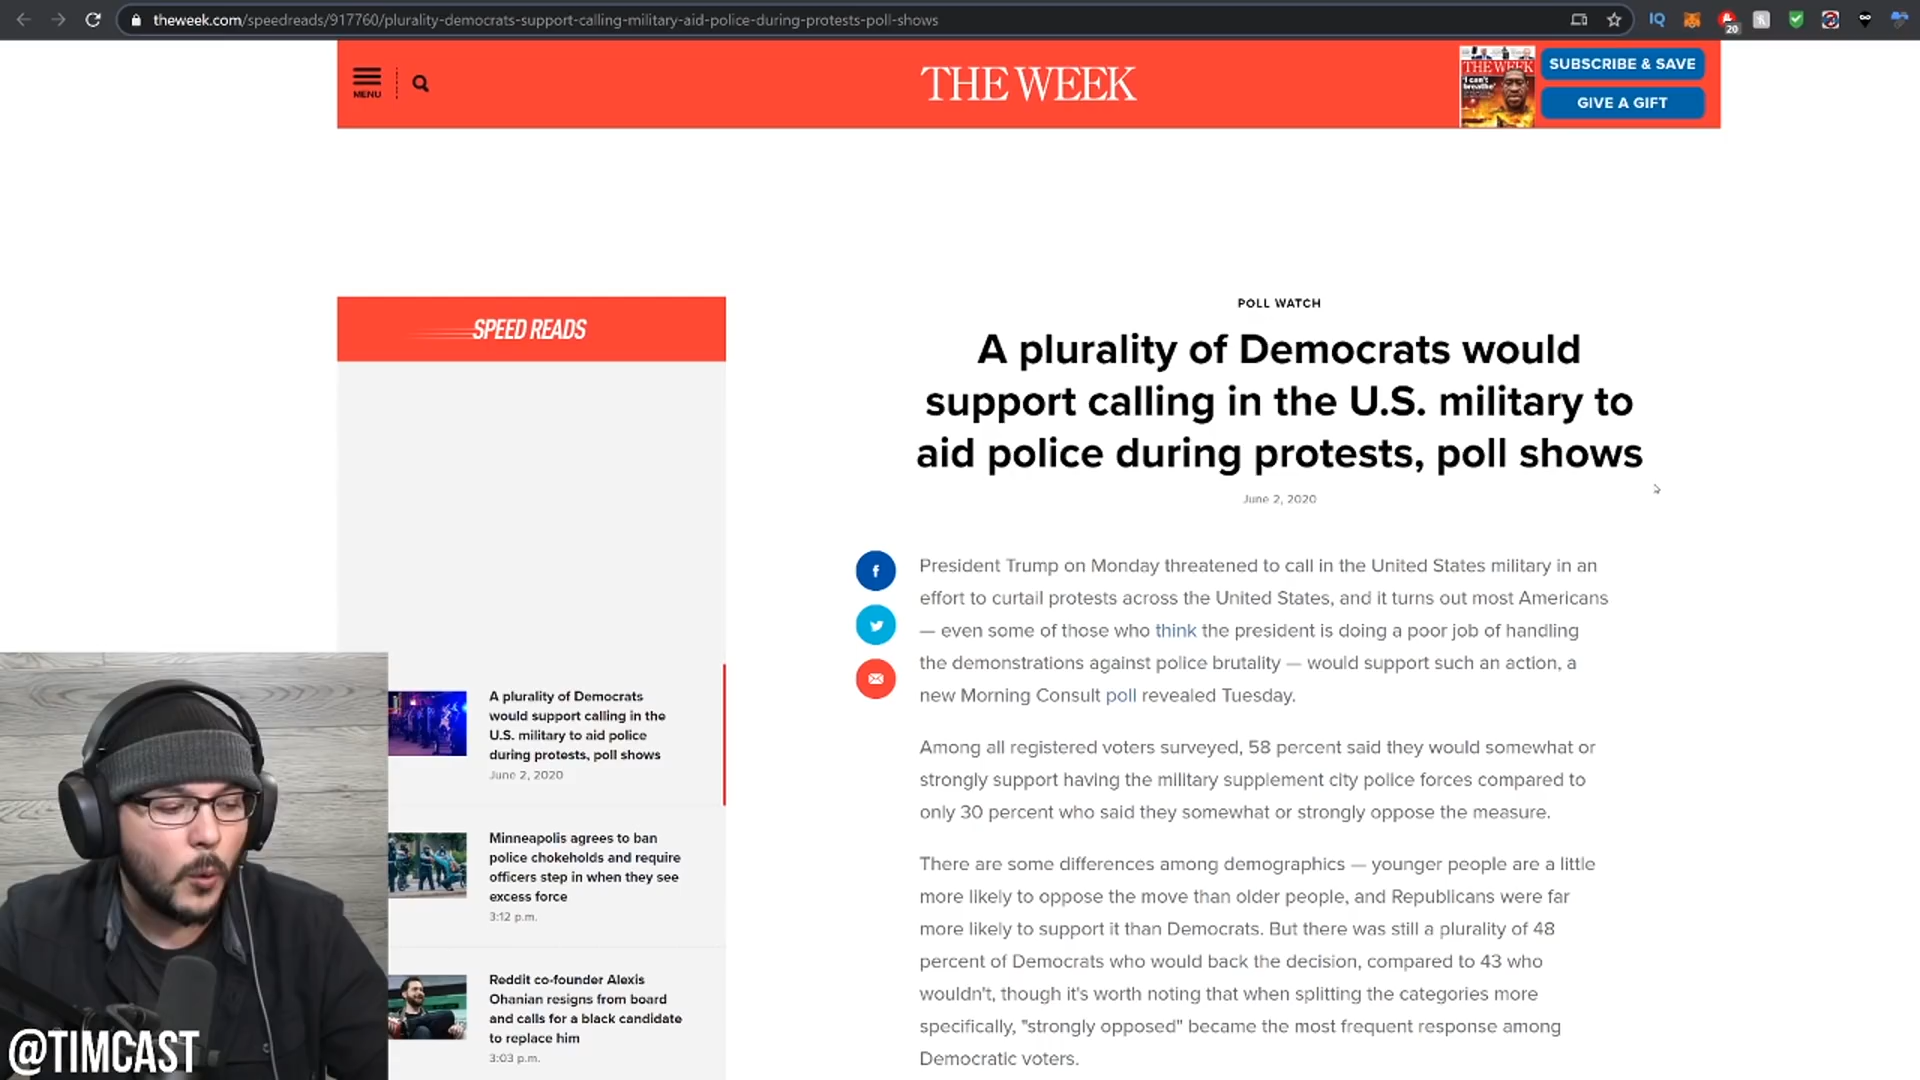 theweek.com/speedreads/917760/plurality-democrats-support-calling-military-aid-police-during-protests-poll-shows
20
MENU
THE WEEK
THE WEEK
'I can't
breathe'
SUBSCRIBE & SAVE
GIVE A GIFT
SPEED READS
POLL WATCH
A plurality of Democrats would
support calling in the U.S. military to
aid police during protests, poll shows
June 2, 2020
President Trump on Monday threatened to call in the United States military in an
effort to curtail protests across the United States, and it turns out most Americans
— even some of those who think the president is doing a poor job of handling
the demonstrations against police brutality — would support such an action, a
new Morning Consult poll revealed Tuesday.
Among all registered voters surveyed, 58 percent said they would somewhat or
strongly support having the military supplement city police forces compared to
only 30 percent who said they somewhat or strongly oppose the measure.
There are some differences among demographics — younger people are a little
more likely to oppose the move than older people, and Republicans were far
more likely to support it than Democrats. But there was still a plurality of 48
percent of Democrats who would back the decision, compared to 43 who
wouldn't, though it's worth noting that when splitting the categories more
specifically, "strongly opposed" became the most frequent response among
Democratic voters.
A plurality of Democrats
would support calling in the
U.S. military to aid police
during protests, poll shows
June 2, 2020
Minneapolis agrees to ban
police chokeholds and require
officers step in when they see
excess force
3:12 p.m.
Reddit co-founder Alexis
Ohanian resigns from board
and calls for a black candidate
to replace him
3:03 p.m.
@TIMCAST